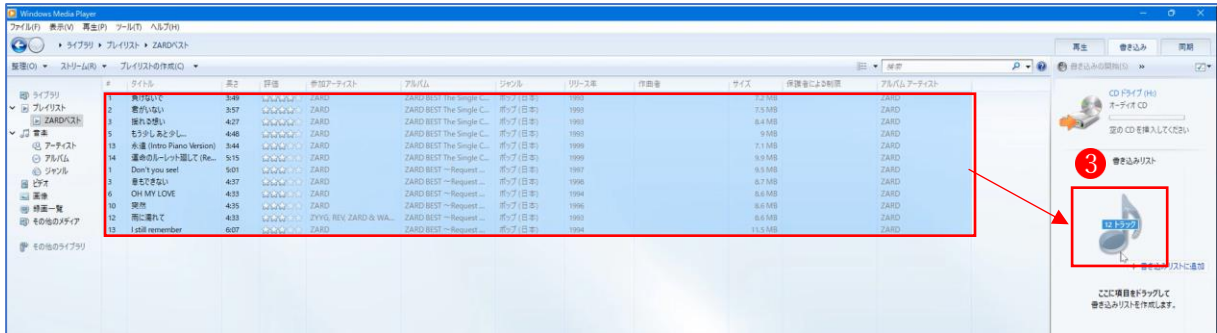 Windows Media Player
ファイル(F) 表示(V) 再生(P) ツール(T) ヘルプ(H)
ライブラリ ▸ プレイリスト ▸ ZARDベスト
再生 書き込み 同期
整理(O) ストリーム(R) プレイリストの作成(C) 検索 書き込みの開始(S) »
# タイトル 長さ 評価 参加アーティスト アルバム ジャンル リリース年 作曲者 サイズ 保護者による制限 アルバム アーティスト
ライブラリ
プレイリスト
ZARDベスト
音楽
アーティスト
アルバム
ジャンル
ビデオ
画像
録画一覧
その他のメディア
その他のライブラリ
1 負けないで 3:49 ZARD ZARD BEST The Single C... ポップ (日本) 1993 7.2 MB ZARD
2 君がいない 3:57 ZARD ZARD BEST The Single C... ポップ (日本) 1993 7.5 MB ZARD
3 揺れる想い 4:27 ZARD ZARD BEST The Single C... ポップ (日本) 1993 8.4 MB ZARD
5 もう少し あと少し... 4:48 ZARD ZARD BEST The Single C... ポップ (日本) 1993 9 MB ZARD
13 永遠 (Intro Piano Version) 3:44 ZARD ZARD BEST The Single C... ポップ (日本) 1999 7.1 MB ZARD
14 運命のルーレット廻して (Re... 5:15 ZARD ZARD BEST The Single C... ポップ (日本) 1999 9.9 MB ZARD
1 Don't you see! 5:01 ZARD ZARD BEST ～Request ... ポップ (日本) 1997 9.5 MB ZARD
3 息もできない 4:37 ZARD ZARD BEST ～Request ... ポップ (日本) 1998 8.7 MB ZARD
6 OH MY LOVE 4:33 ZARD ZARD BEST ～Request ... ポップ (日本) 1994 8.6 MB ZARD
10 突然 4:35 ZARD ZARD BEST ～Request ... ポップ (日本) 1995 8.6 MB ZARD
12 雨に濡れて 4:33 ZYYG, REV, ZARD & WA... ZARD BEST ～Request ... ポップ (日本) 1993 8.6 MB ZARD
13 I still remember 6:07 ZARD ZARD BEST ～Request ... ポップ (日本) 1994 11.5 MB ZARD
CD ドライブ (H:)
オーディオ CD
空の CD を挿入してください
3
書き込みリスト
12 トラック
書き込みリストに追加
ここに項目をドラッグして
書き込みリストを作成します。